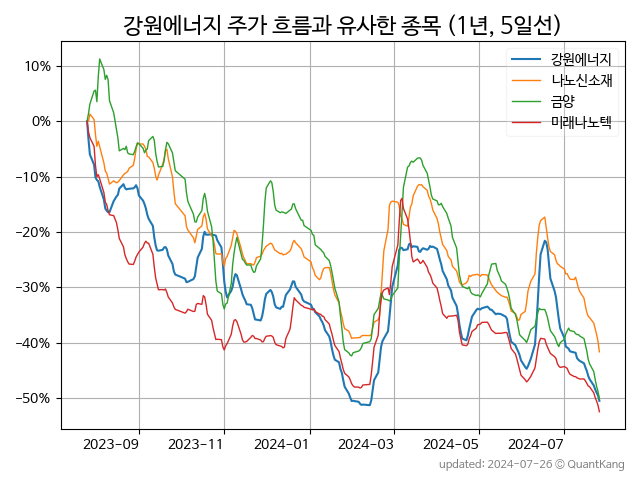 강원에너지 주가 흐름과 유사한 종목 (1년, 5일선)
강원에너지
나노신소재
금양
미래나노텍
10%
0%
−10%
−20%
−30%
−40%
−50%
2023-09 2023-11 2024-01 2024-03 2024-05 2024-07
updated: 2024-07-26 © QuantKang